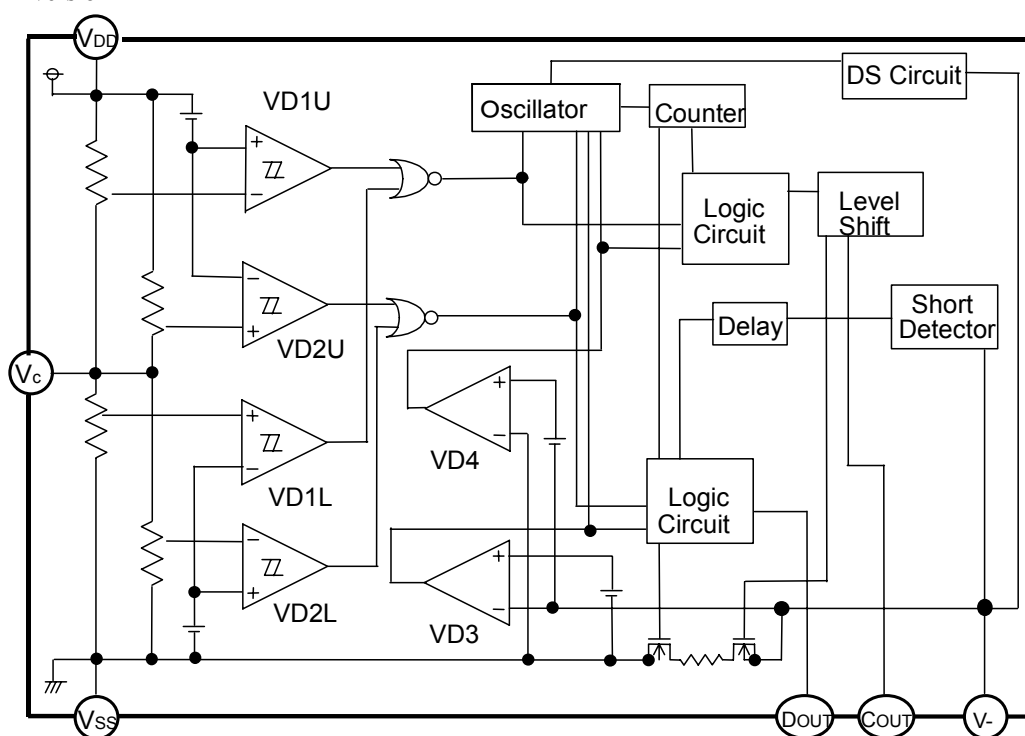 VDD
DS Circuit
VD1U
Oscillator
Counter
+
−
Logic
Circuit
Level
Shift
−
+
VD2U
Short
Detector
Delay
Vc
+
−
VD4
+
−
VD1L
Logic
Circuit
−
+
VD2L
+
−
VD3
VSS
DOUT
COUT
V-